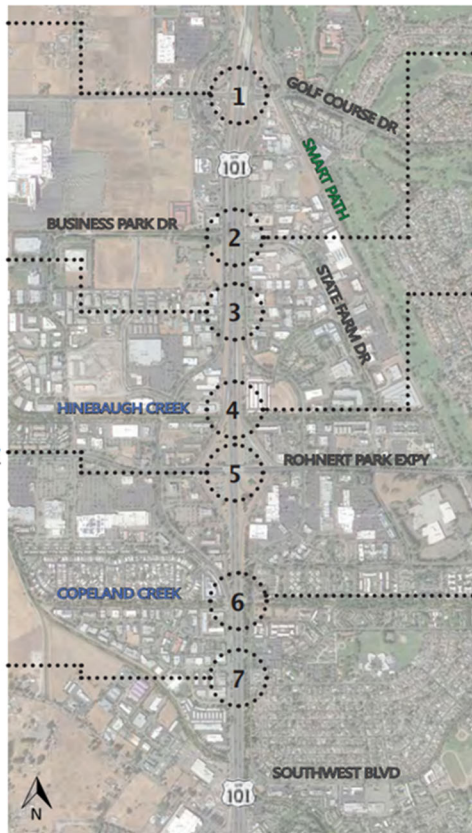 1
GOLF COURSE DR
101
SMART PATH
BUSINESS PARK DR
2
STATE FARM DR
3
HINEBAUGH CREEK
4
ROHNERT PARK EXPY
5
COPELAND CREEK
6
7
SOUTHWEST BLVD
101
N